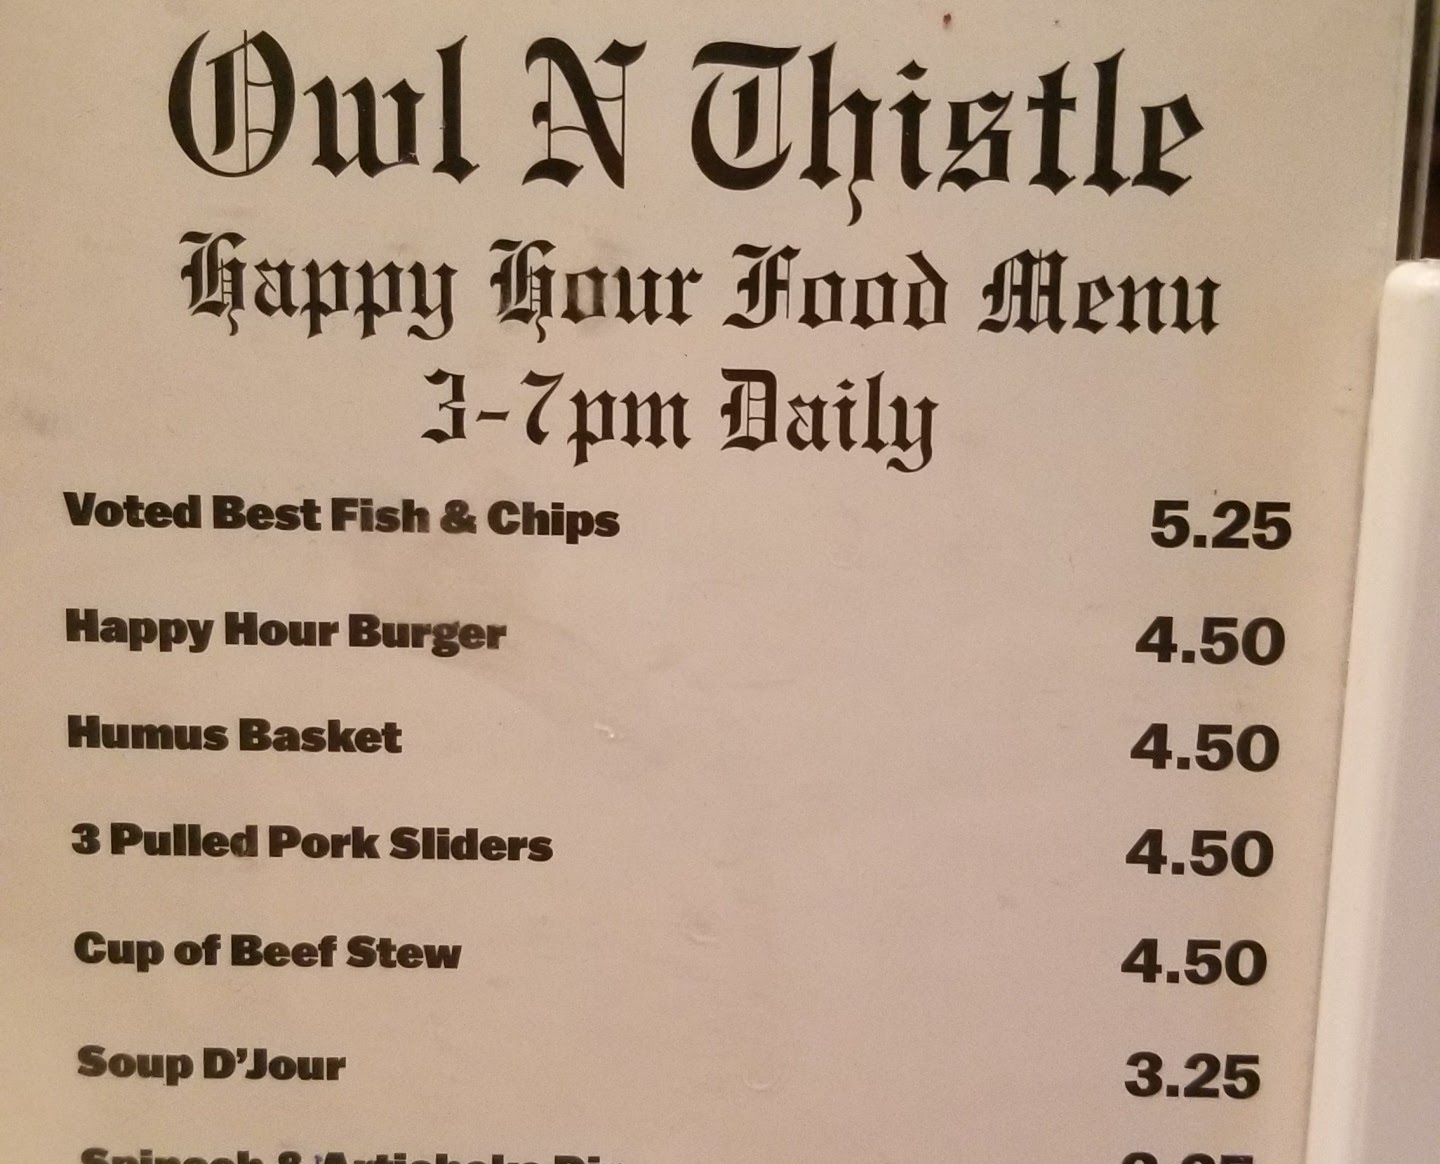 Owl N Thistle
Happy Hour Food Menu
3-7pm Daily
Voted Best Fish & Chips 5.25
Happy Hour Burger 4.50
Humus Basket 4.50
3 Pulled Pork Sliders 4.50
Cup of Beef Stew 4.50
Soup D'Jour 3.25
Spinach & Artichoke